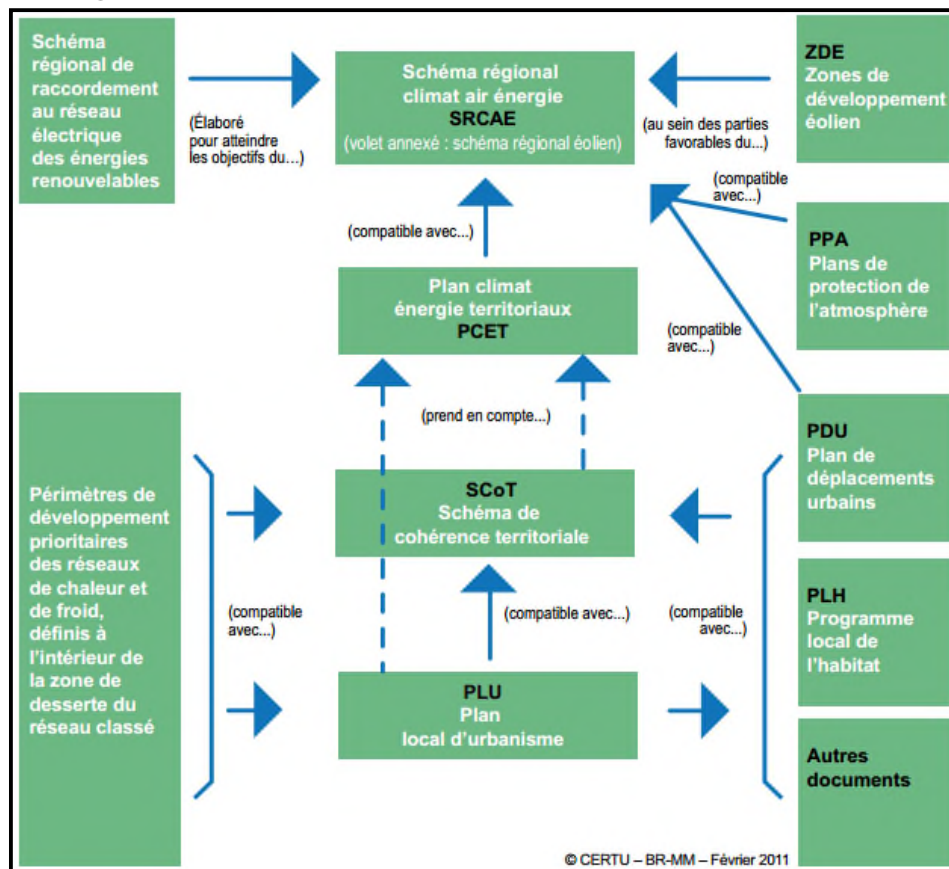 Schéma
régional de
raccordement
au réseau
électrique
des énergies
renouvelables
(Élaboré
pour atteindre
les objectifs du...)
Schéma régional
climat air énergie
SRCAE
(volet annexé : schéma régional éolien)
(au sein des parties
favorables du...)
ZDE
Zones de
développement
éolien
(compatible
avec...)
PPA
Plans de
protection de
l'atmosphère
(compatible avec...)
Plan climat
énergie territoriaux
PCET
(compatible
avec...)
(prend en compte...)
Périmètres de
développement
prioritaires
des réseaux
de chaleur et
de froid,
définis à
l'intérieur de
la zone de
desserte du
réseau classé
(compatible
avec...)
SCoT
Schéma de
cohérence territoriale
(compatible avec...)
PLU
Plan
local d'urbanisme
(compatible
avec...)
PDU
Plan de
déplacements
urbains
PLH
Programme
local de
l'habitat
Autres
documents
© CERTU – BR-MM – Février 2011